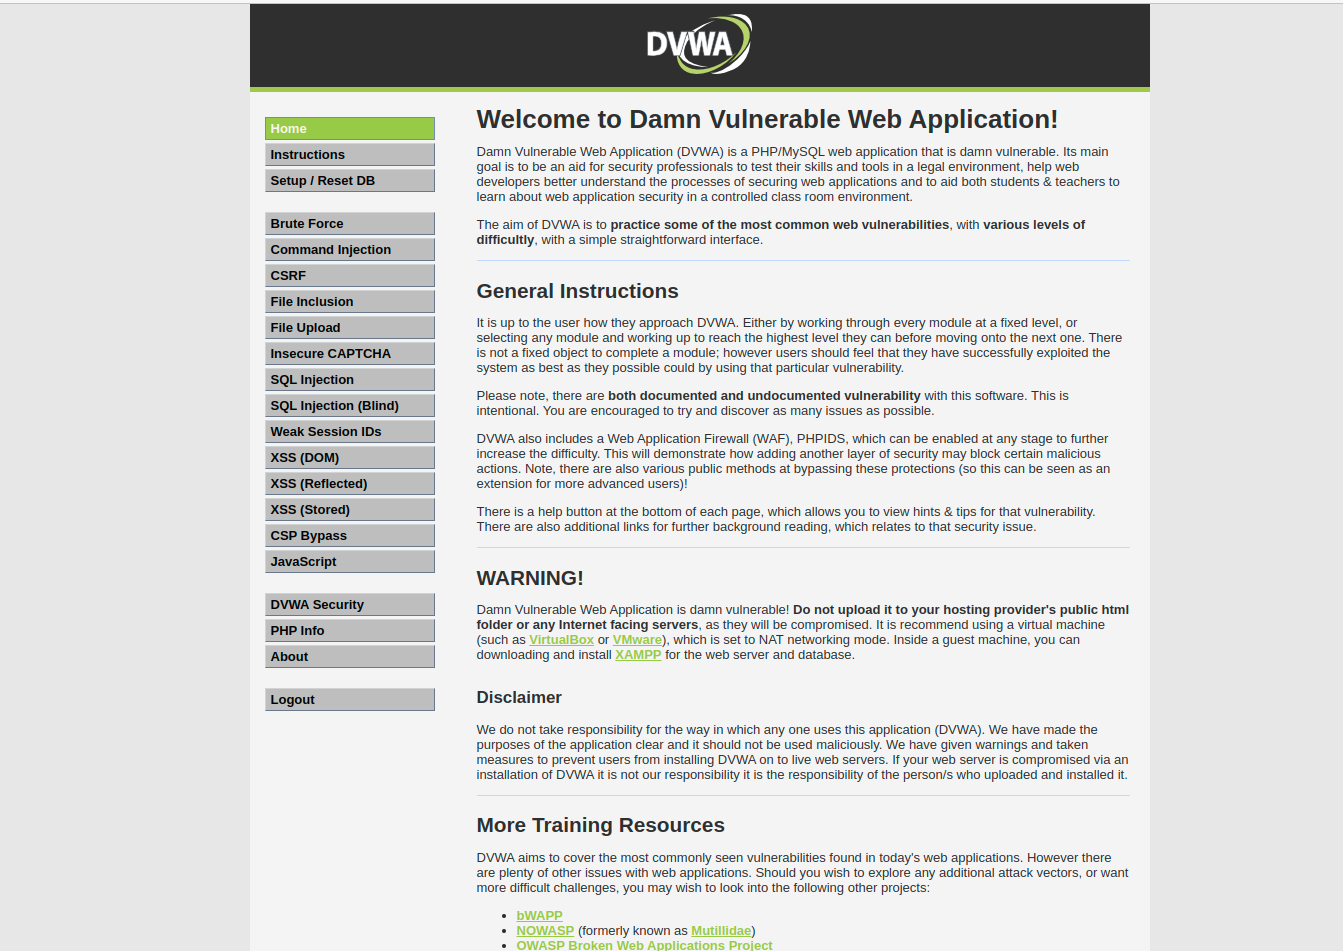 DVWA
Home
Instructions
Setup / Reset DB
Brute Force
Command Injection
CSRF
File Inclusion
File Upload
Insecure CAPTCHA
SQL Injection
SQL Injection (Blind)
Weak Session IDs
XSS (DOM)
XSS (Reflected)
XSS (Stored)
CSP Bypass
JavaScript
DVWA Security
PHP Info
About
Logout
Welcome to Damn Vulnerable Web Application!
Damn Vulnerable Web Application (DVWA) is a PHP/MySQL web application that is damn vulnerable. Its main
goal is to be an aid for security professionals to test their skills and tools in a legal environment, help web
developers better understand the processes of securing web applications and to aid both students & teachers to
learn about web application security in a controlled class room environment.
The aim of DVWA is to practice some of the most common web vulnerabilities, with various levels of
difficultly, with a simple straightforward interface.
General Instructions
It is up to the user how they approach DVWA. Either by working through every module at a fixed level, or
selecting any module and working up to reach the highest level they can before moving onto the next one. There
is not a fixed object to complete a module; however users should feel that they have successfully exploited the
system as best as they possible could by using that particular vulnerability.
Please note, there are both documented and undocumented vulnerability with this software. This is
intentional. You are encouraged to try and discover as many issues as possible.
DVWA also includes a Web Application Firewall (WAF), PHPIDS, which can be enabled at any stage to further
increase the difficulty. This will demonstrate how adding another layer of security may block certain malicious
actions. Note, there are also various public methods at bypassing these protections (so this can be seen as an
extension for more advanced users)!
There is a help button at the bottom of each page, which allows you to view hints & tips for that vulnerability.
There are also additional links for further background reading, which relates to that security issue.
WARNING!
Damn Vulnerable Web Application is damn vulnerable! Do not upload it to your hosting provider's public html
folder or any Internet facing servers, as they will be compromised. It is recommend using a virtual machine
(such as VirtualBox or VMware), which is set to NAT networking mode. Inside a guest machine, you can
downloading and install XAMPP for the web server and database.
Disclaimer
We do not take responsibility for the way in which any one uses this application (DVWA). We have made the
purposes of the application clear and it should not be used maliciously. We have given warnings and taken
measures to prevent users from installing DVWA on to live web servers. If your web server is compromised via an
installation of DVWA it is not our responsibility it is the responsibility of the person/s who uploaded and installed it.
More Training Resources
DVWA aims to cover the most commonly seen vulnerabilities found in today's web applications. However there
are plenty of other issues with web applications. Should you wish to explore any additional attack vectors, or want
more difficult challenges, you may wish to look into the following other projects:
• bWAPP
• NOWASP (formerly known as Mutillidae)
• OWASP Broken Web Applications Project